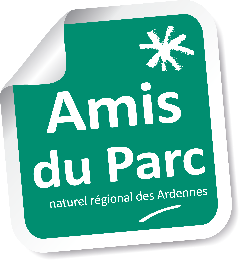 Amis
du Parc
naturel régional des Ardennes